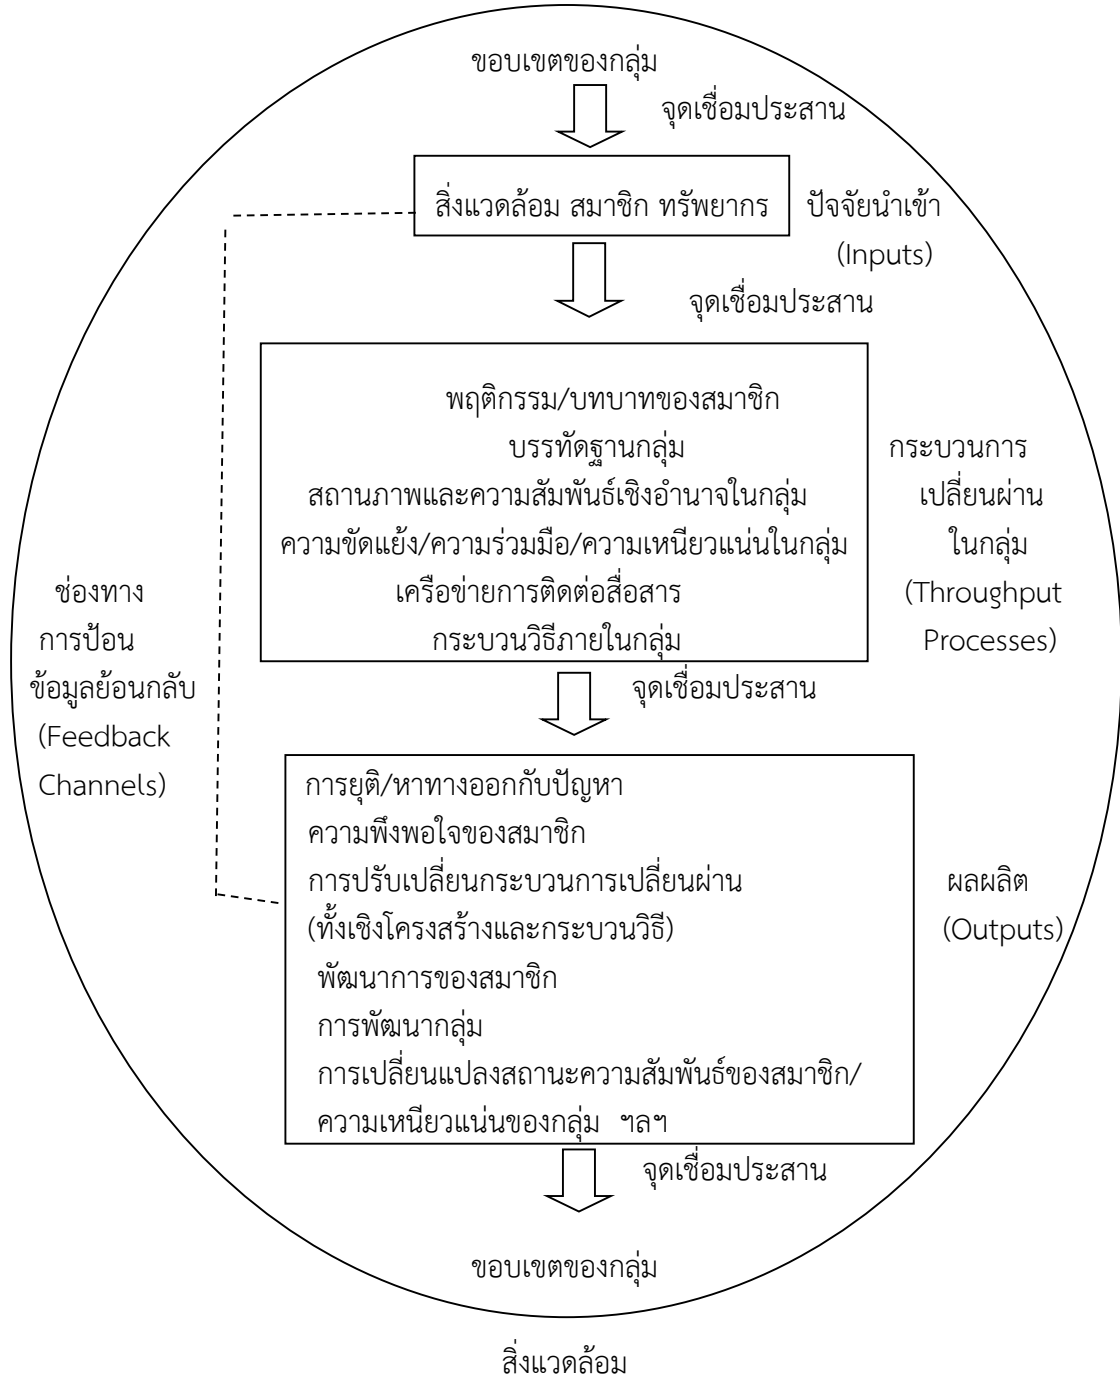 ขอบเขตของกลุ่ม
จุดเชื่อมประสาน
สิ่งแวดล้อม สมาชิก ทรัพยากร
ปัจจัยนำเข้า
(Inputs)
จุดเชื่อมประสาน
พฤติกรรม/บทบาทของสมาชิก
บรรทัดฐานกลุ่ม
สถานภาพและความสัมพันธ์เชิงอำนาจในกลุ่ม
ความขัดแย้ง/ความร่วมมือ/ความเหนียวแน่นในกลุ่ม
เครือข่ายการติดต่อสื่อสาร
กระบวนวิธีภายในกลุ่ม
กระบวนการ
เปลี่ยนผ่าน
ในกลุ่ม
(Throughput
Processes)
ช่องทาง
การป้อน
ข้อมูลย้อนกลับ
(Feedback
Channels)
จุดเชื่อมประสาน
การยุติ/หาทางออกกับปัญหา
ความพึงพอใจของสมาชิก
การปรับเปลี่ยนกระบวนการเปลี่ยนผ่าน
(ทั้งเชิงโครงสร้างและกระบวนวิธี)
พัฒนาการของสมาชิก
การพัฒนากลุ่ม
การเปลี่ยนแปลงสถานะความสัมพันธ์ของสมาชิก/
ความเหนียวแน่นของกลุ่ม ฯลฯ
ผลผลิต
(Outputs)
จุดเชื่อมประสาน
ขอบเขตของกลุ่ม
สิ่งแวดล้อม